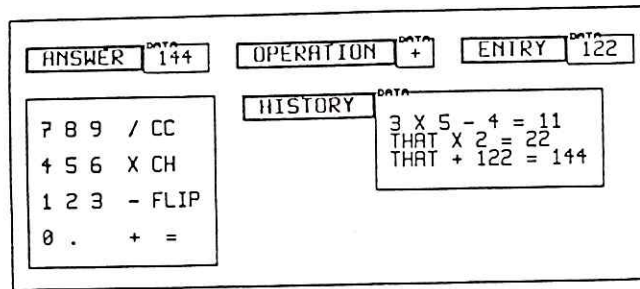 ANSWER DATA 144 OPERATION DATA + ENTRY DATA 122
HISTORY DATA
3 X 5 - 4 = 11
THAT X 2 = 22
THAT + 122 = 144
7 8 9 / CC
4 5 6 X CH
1 2 3 - FLIP
0 . + =